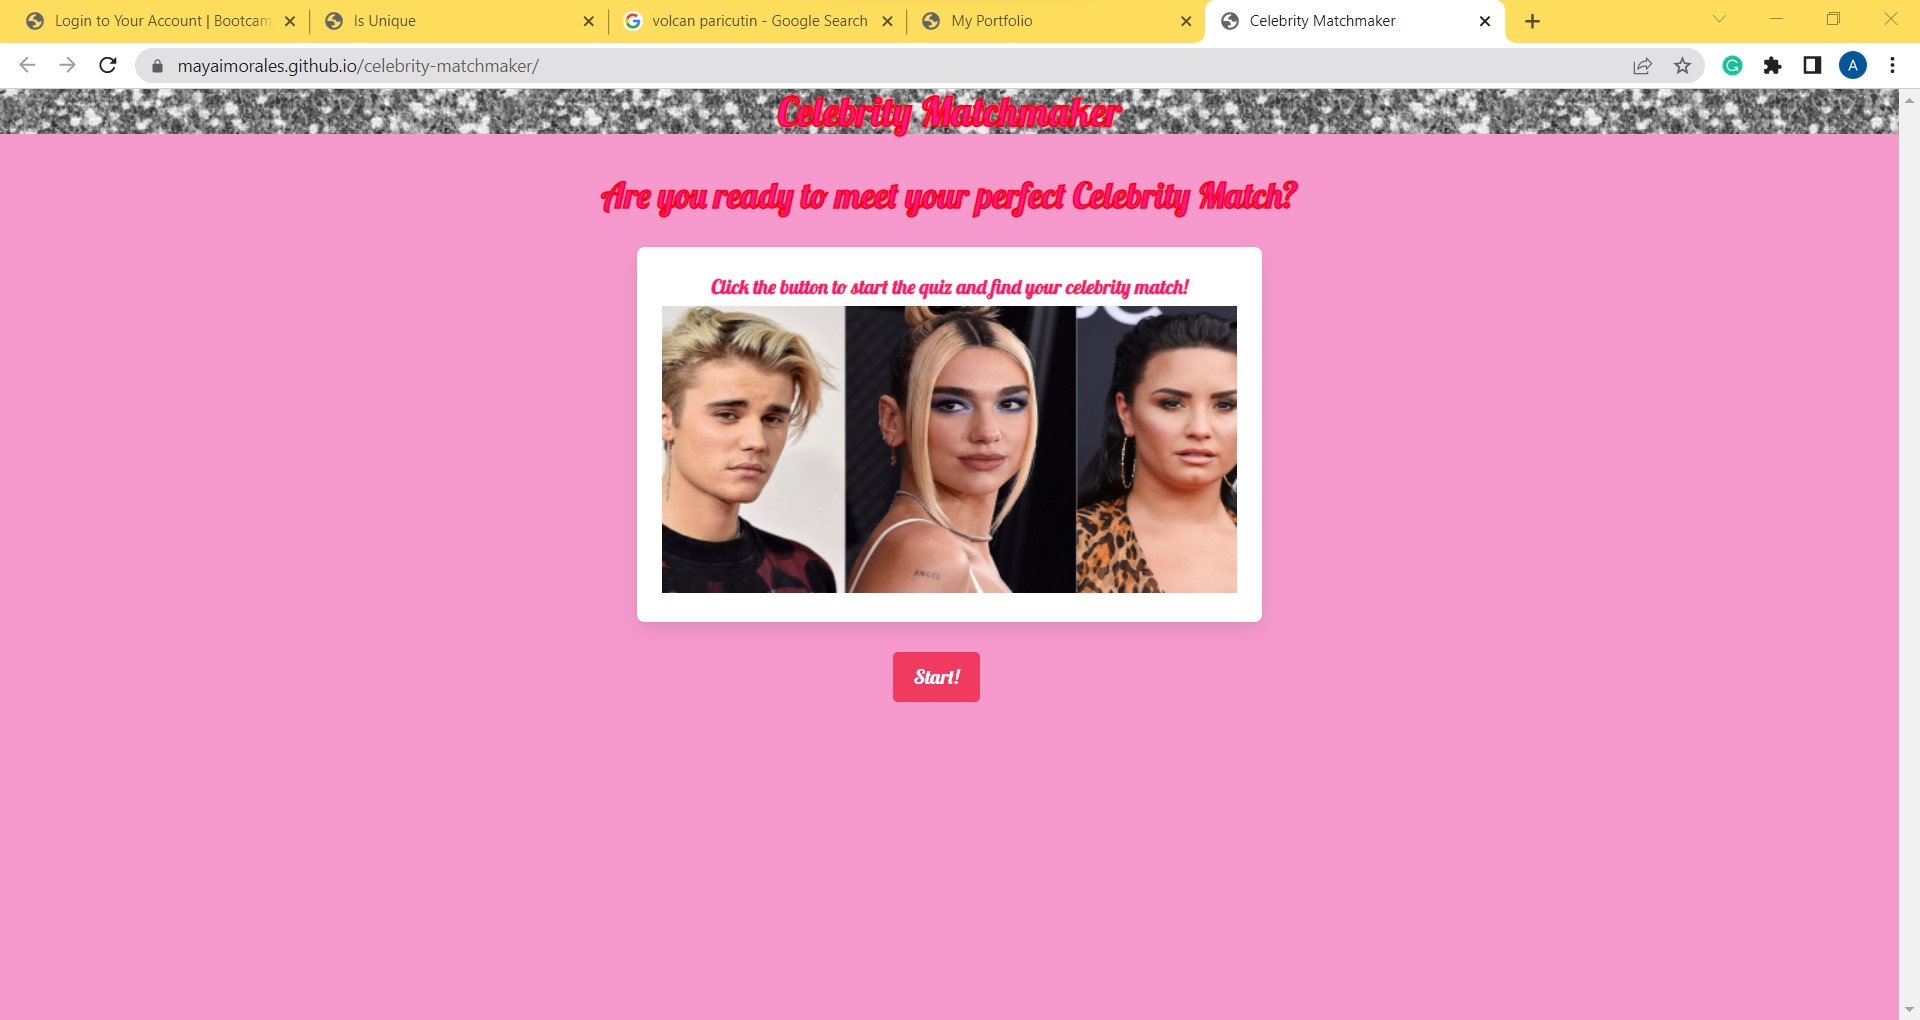 Login to Your Account | Bootcam
Is Unique
volcan paricutin - Google Search
My Portfolio
Celebrity Matchmaker
mayaimorales.github.io/celebrity-matchmaker/
A
Celebrity Matchmaker
Are you ready to meet your perfect Celebrity Match?
Click the button to start the quiz and find your celebrity match!
ANGEL
Start!